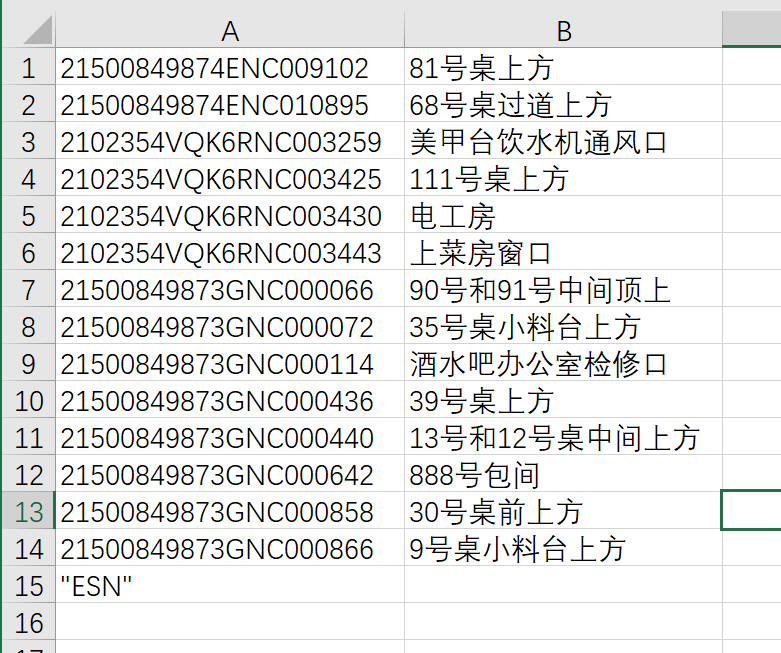 A B
1 21500849874ENC009102 81号桌上方
2 21500849874ENC010895 68号桌过道上方
3 2102354VQK6RNC003259 美甲台饮水机通风口
4 2102354VQK6RNC003425 111号桌上方
5 2102354VQK6RNC003430 电工房
6 2102354VQK6RNC003443 上菜房窗口
7 21500849873GNC000066 90号和91号中间顶上
8 21500849873GNC000072 35号桌小料台上方
9 21500849873GNC000114 酒水吧办公室检修口
10 21500849873GNC000436 39号桌上方
11 21500849873GNC000440 13号和12号桌中间上方
12 21500849873GNC000642 888号包间
13 21500849873GNC000858 30号桌前上方
14 21500849873GNC000866 9号桌小料台上方
15 "ESN"
16